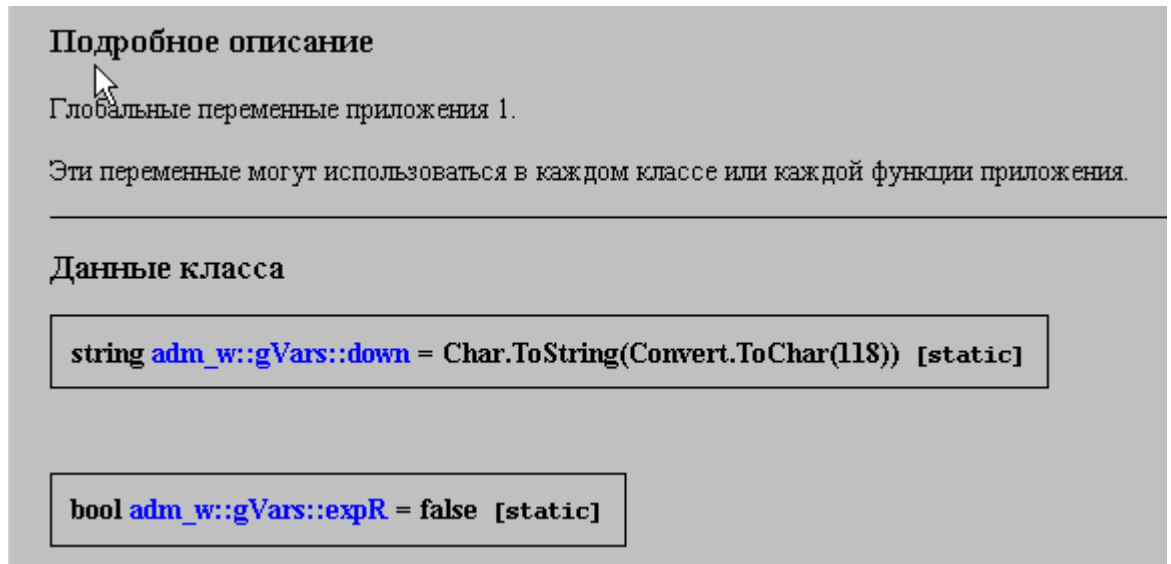 Подробное описание
Глобальные переменные приложения 1.
Эти переменные могут использоваться в каждом классе или каждой функции приложения.
Данные класса
string adm_w::gVars::down = Char.ToString(Convert.ToChar(118)) [static]
bool adm_w::gVars::expR = false [static]